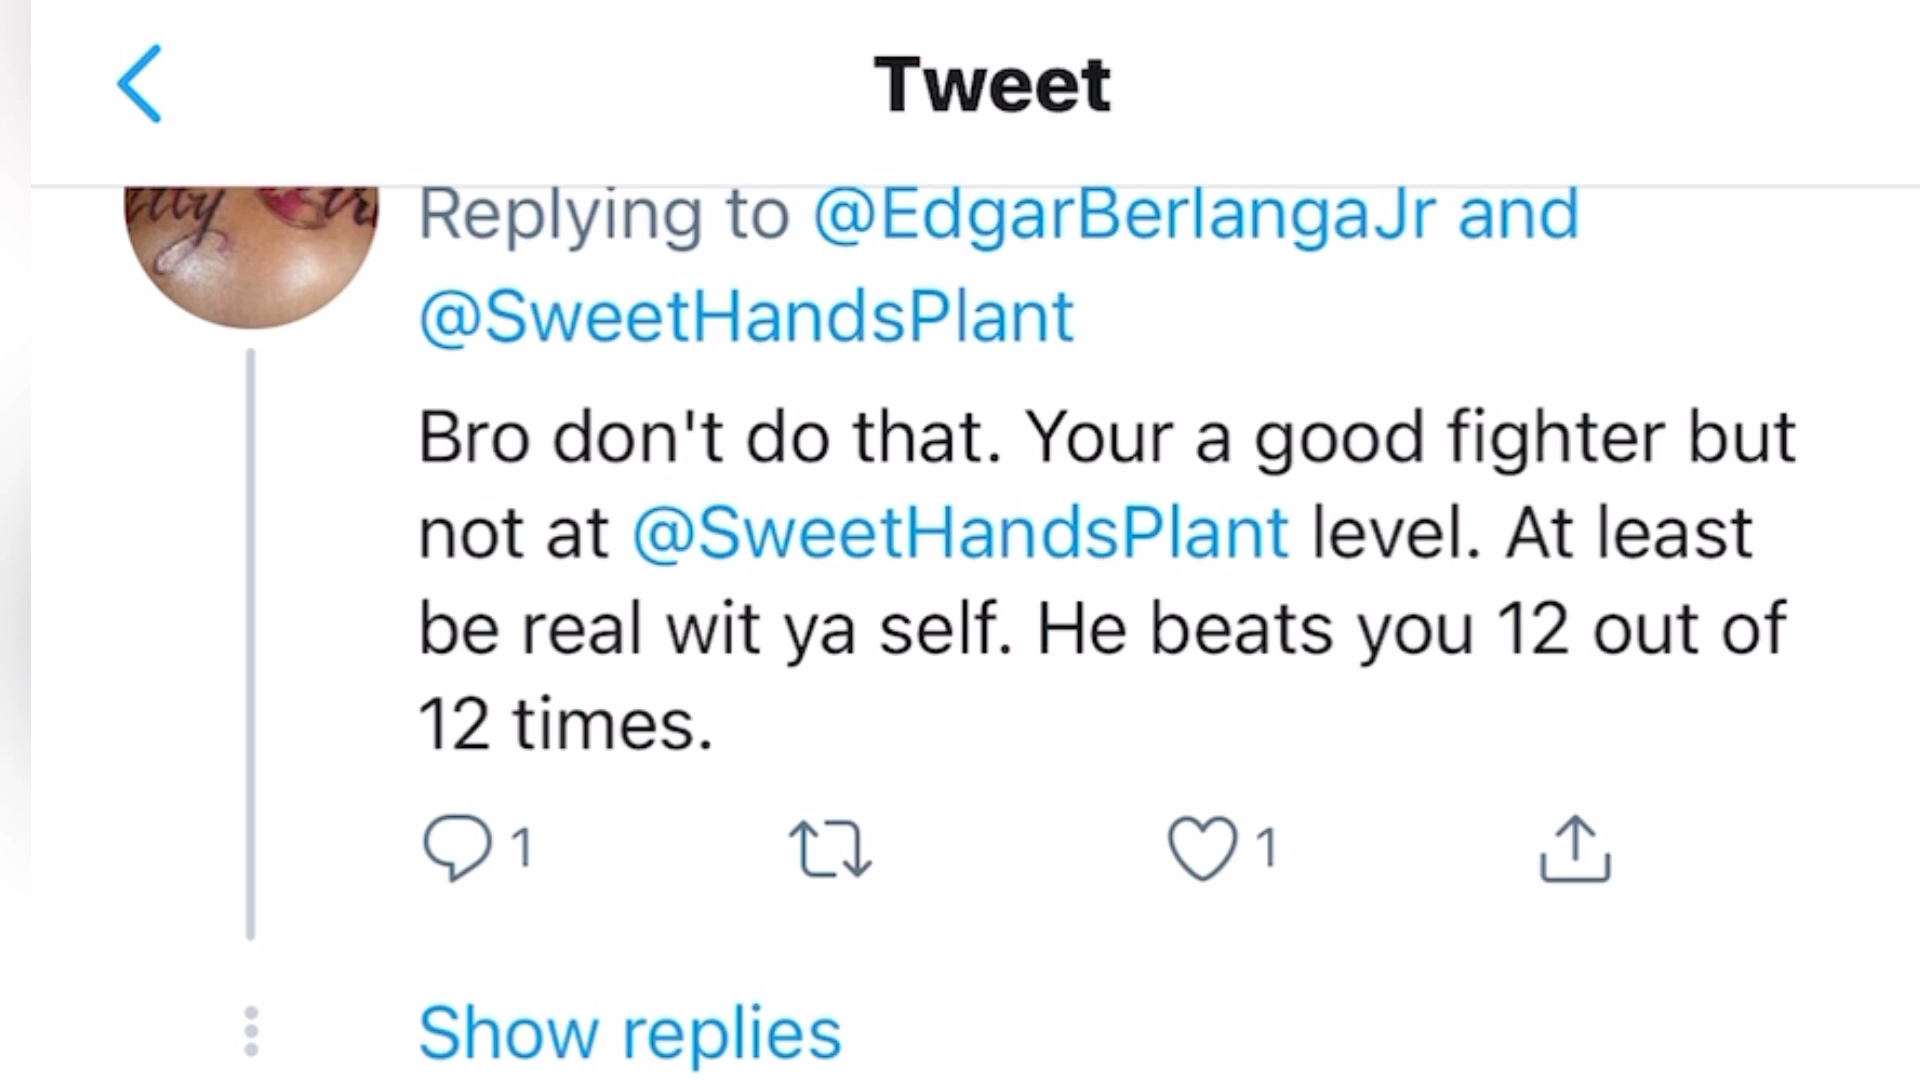 Tweet
Replying to @EdgarBerlangaJr and
@SweetHandsPlant
Bro don't do that. Your a good fighter but
not at @SweetHandsPlant level. At least
be real wit ya self. He beats you 12 out of
12 times.
1 1
Show replies